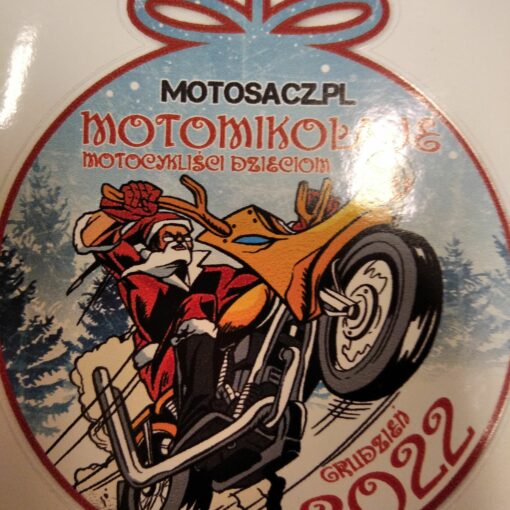 MOTOSACZ.PL
MOTOMIKOŁAJE
MOTOCYKLIŚCI DZIECIOM
GRUDZIEŃ
2022